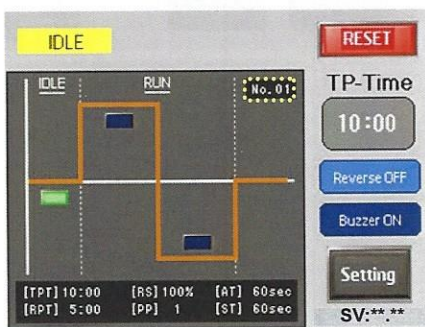 IDLE
RESET
IDLE RUN No.01
TP-Time
10:00
Reverse OFF
Buzzer ON
Setting
[TPT]10:00 [RS]100% [AT] 60sec
[RPT] 5:00 [PP] 1 [ST] 60sec
SV:**.**